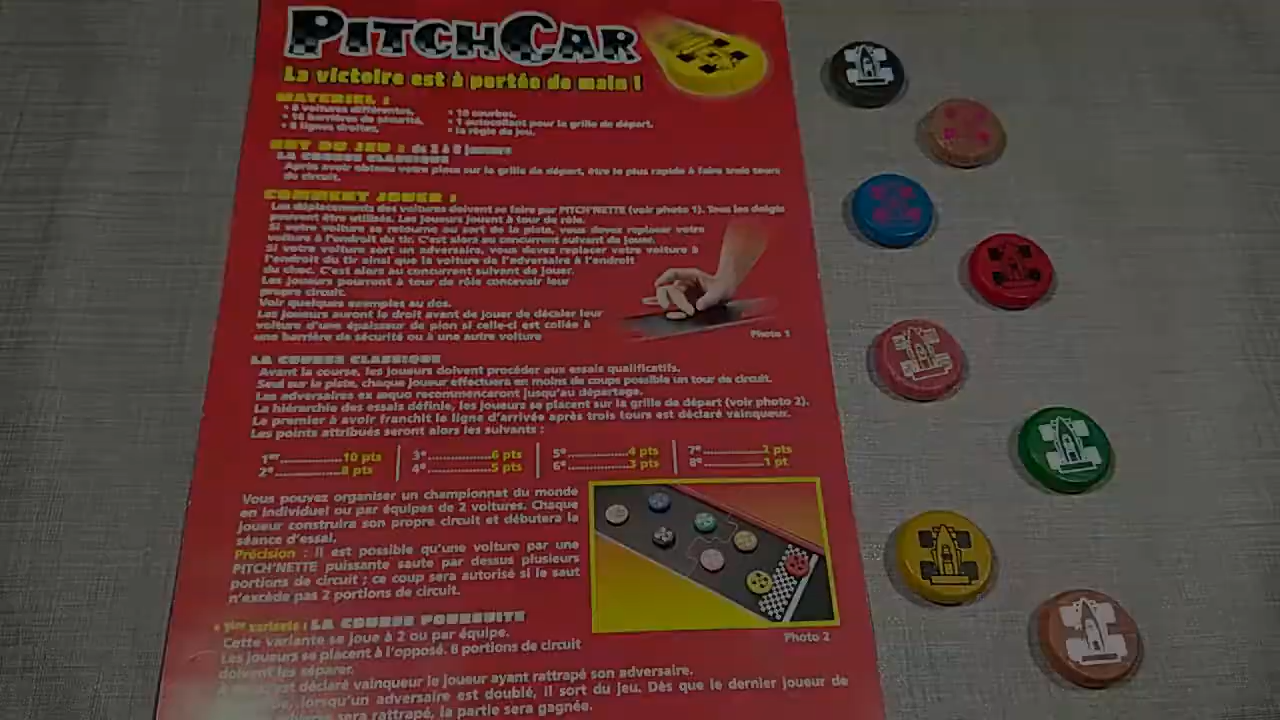 PITCHCAR
La victoire est à portée de main !
MATERIEL :
• 8 voitures différentes,
• 16 barrières de sécurité,
• 6 lignes droites,
• 10 courbes,
• 1 autocollant pour la grille de départ,
• la règle du jeu.
BUT DU JEU : de 2 à 8 joueurs
LA COURSE CLASSIQUE
Après avoir obtenu votre place sur la grille de départ, être le plus rapide à faire trois tours
du circuit.
COMMENT JOUER :
Les déplacements des voitures doivent se faire par PITCH'NETTE (voir photo 1). Tous les doigts
peuvent être utilisés. Les joueurs jouent à tour de rôle.
Si votre voiture se retourne ou sort de la piste, vous devez replacer votre
voiture à l'endroit du tir. C'est alors au concurrent suivant de jouer.
Si votre voiture sort un adversaire, vous devez replacer votre voiture à
l'endroit du tir ainsi que la voiture de l'adversaire à l'endroit
du choc. C'est alors au concurrent suivant de jouer.
Les joueurs pourront à tour de rôle concevoir leur
propre circuit.
Voir quelques exemples au dos.
Les joueurs auront le droit avant de jouer de décaler leur
voiture d'une épaisseur de pion si celle-ci est collée à
une barrière de sécurité ou à une autre voiture
Photo 1
LA COURSE CLASSIQUE
Avant la course, les joueurs doivent procéder aux essais qualificatifs.
Seul sur la piste, chaque joueur effectuera en moins de coups possible un tour de circuit.
Les adversaires ex æquo recommenceront jusqu'au départage.
La hiérarchie des essais définie, les joueurs se placent sur la grille de départ (voir photo 2).
Le premier à avoir franchit la ligne d'arrivée après trois tours est déclaré vainqueur.
Les points attribués seront alors les suivants :
1er...............10 pts
2e................8 pts
3e................6 pts
4e................5 pts
5e................4 pts
6e................3 pts
7e................2 pts
8e................1 pt
Vous pouvez organiser un championnat du monde
en individuel ou par équipes de 2 voitures. Chaque
joueur construira son propre circuit et débutera la
séance d'essai.
Précision : il est possible qu'une voiture par une
PITCH'NETTE puissante saute par dessus plusieurs
portions de circuit ; ce coup sera autorisé si le saut
n'excède pas 2 portions de circuit.
Photo 2
• 1ère variante : LA COURSE POURSUITE
Cette variante se joue à 2 ou par équipe.
Les joueurs se placent à l'opposé. 8 portions de circuit
doivent les séparer.
est déclaré vainqueur le joueur ayant rattrapé son adversaire.
lorsqu'un adversaire est doublé, il sort du jeu. Dès que le dernier joueur de
sera rattrapé, la partie sera gagnée.